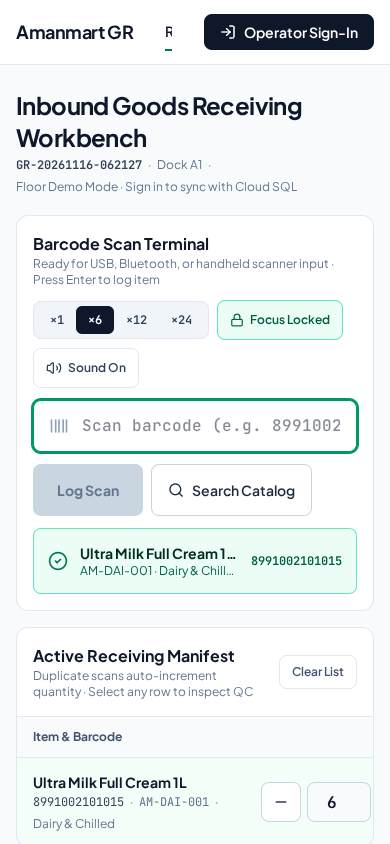 Amanmart GR
R
Operator Sign-In
Inbound Goods Receiving
Workbench
GR-20261116-062127 · Dock A1 ·
Floor Demo Mode · Sign in to sync with Cloud SQL
Barcode Scan Terminal
Ready for USB, Bluetooth, or handheld scanner input ·
Press Enter to log item
×1 ×6 ×12 ×24
Focus Locked
Sound On
Scan barcode (e.g. 8991002
Log Scan
Search Catalog
Ultra Milk Full Cream 1...
8991002101015
AM-DAI-001 · Dairy & Chill...
Active Receiving Manifest
Duplicate scans auto-increment
quantity · Select any row to inspect QC
Clear List
Item & Barcode
Ultra Milk Full Cream 1L
8991002101015 · AM-DAI-001 ·
Dairy & Chilled
6